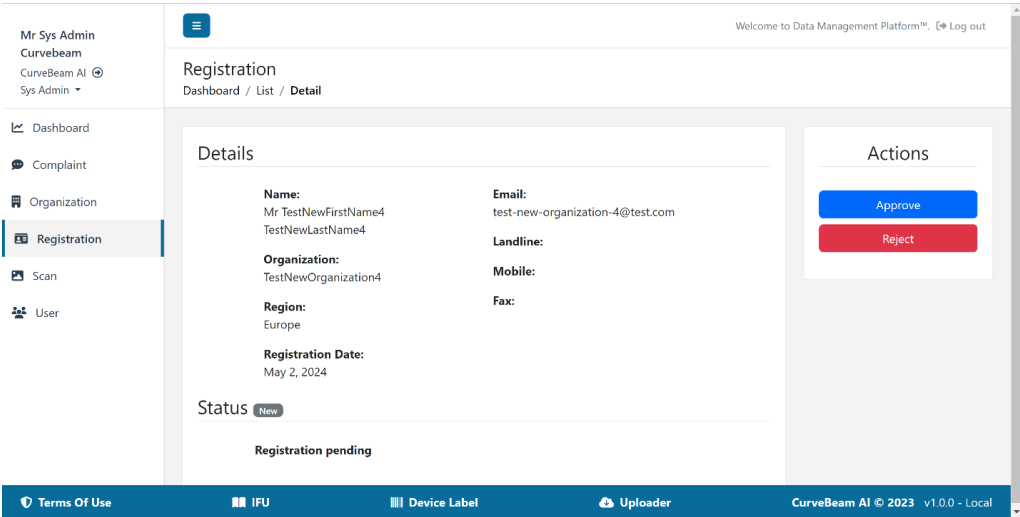 Mr Sys Admin
Curvebeam
CurveBeam AI
Sys Admin
Dashboard
Complaint
Organization
Registration
Scan
User
Welcome to Data Management Platform™. Log out
Registration
Dashboard / List / Detail
Details
Name:
Mr TestNewFirstName4
TestNewLastName4
Organization:
TestNewOrganization4
Region:
Europe
Registration Date:
May 2, 2024
Email:
test-new-organization-4@test.com
Landline:
Mobile:
Fax:
Status New
Registration pending
Actions
Approve
Reject
Terms Of Use IFU Device Label Uploader CurveBeam AI © 2023 v1.0.0 - Local